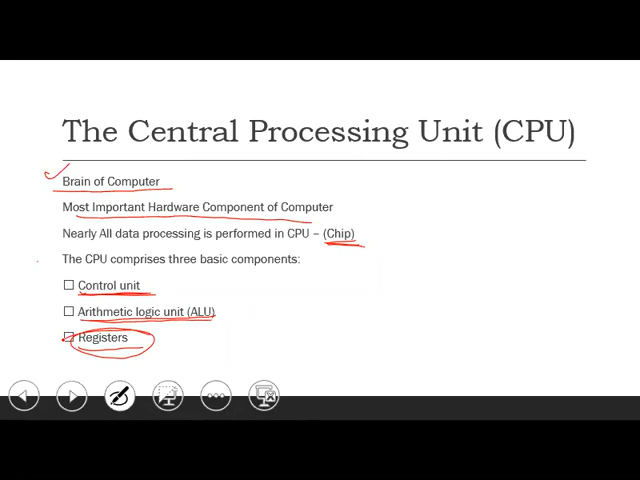 The Central Processing Unit (CPU)
Brain of Computer
Most Important Hardware Component of Computer
Nearly All data processing is performed in CPU – (Chip)
The CPU comprises three basic components:
☐ Control unit
☐ Arithmetic logic unit (ALU)
☐ Registers